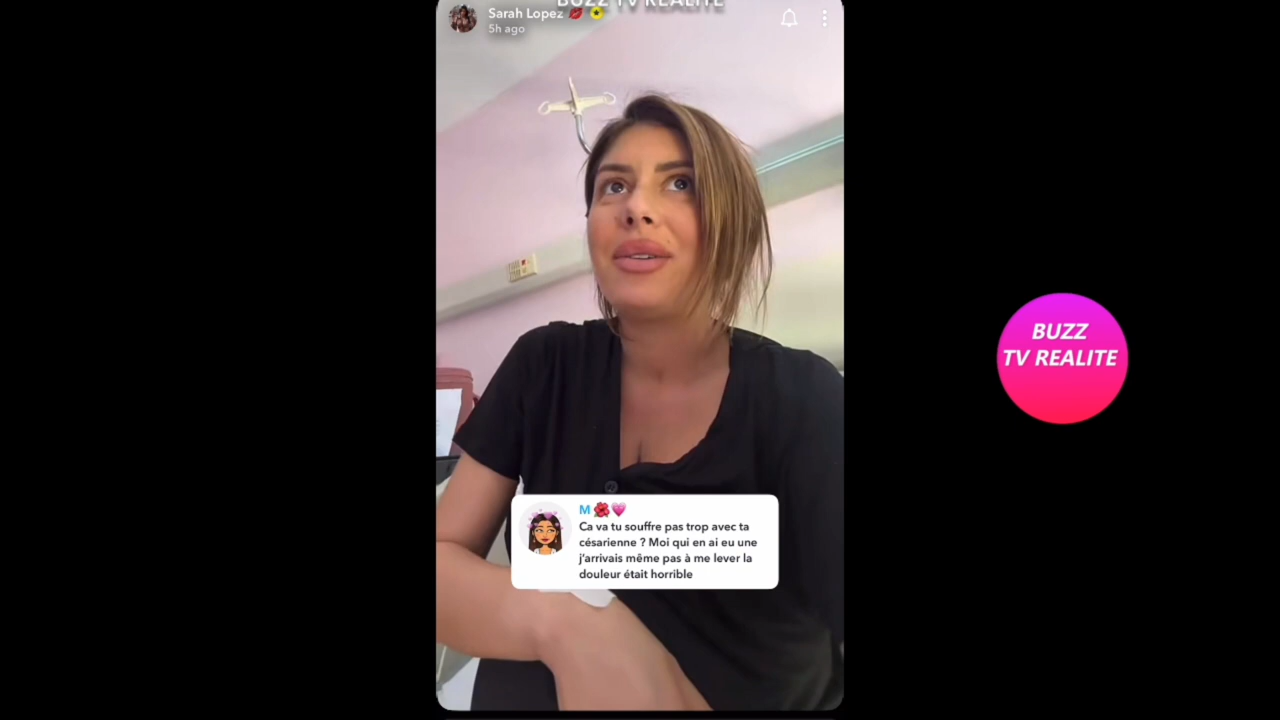 BUZZ TV REALITE
Sarah Lopez 💋
5h ago
M 🌺💗
Ca va tu souffre pas trop avec ta
césarienne ? Moi qui en ai eu une
j'arrivais même pas à me lever la
douleur était horrible
BUZZ
TV REALITE